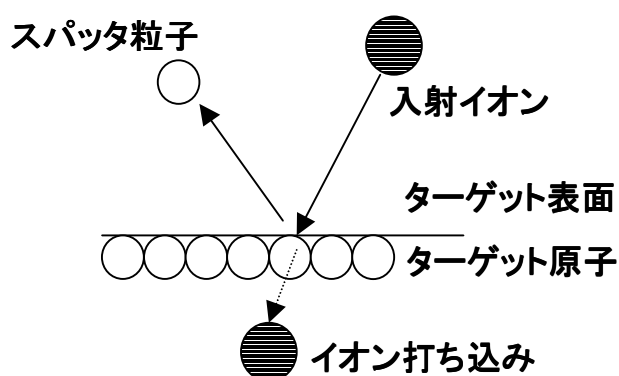 スパッタ粒子
入射イオン
ターゲット表面
ターゲット原子
イオン打ち込み